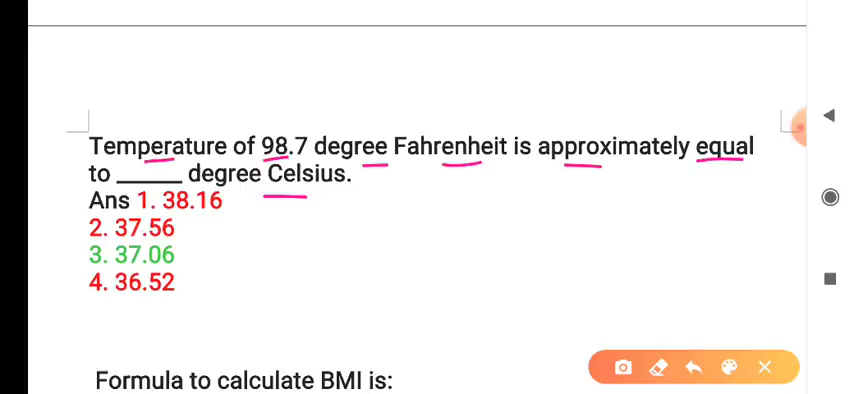 Temperature of 98.7 degree Fahrenheit is approximately equal
to _____ degree Celsius.
Ans 1. 38.16
2. 37.56
3. 37.06
4. 36.52
Formula to calculate BMI is: